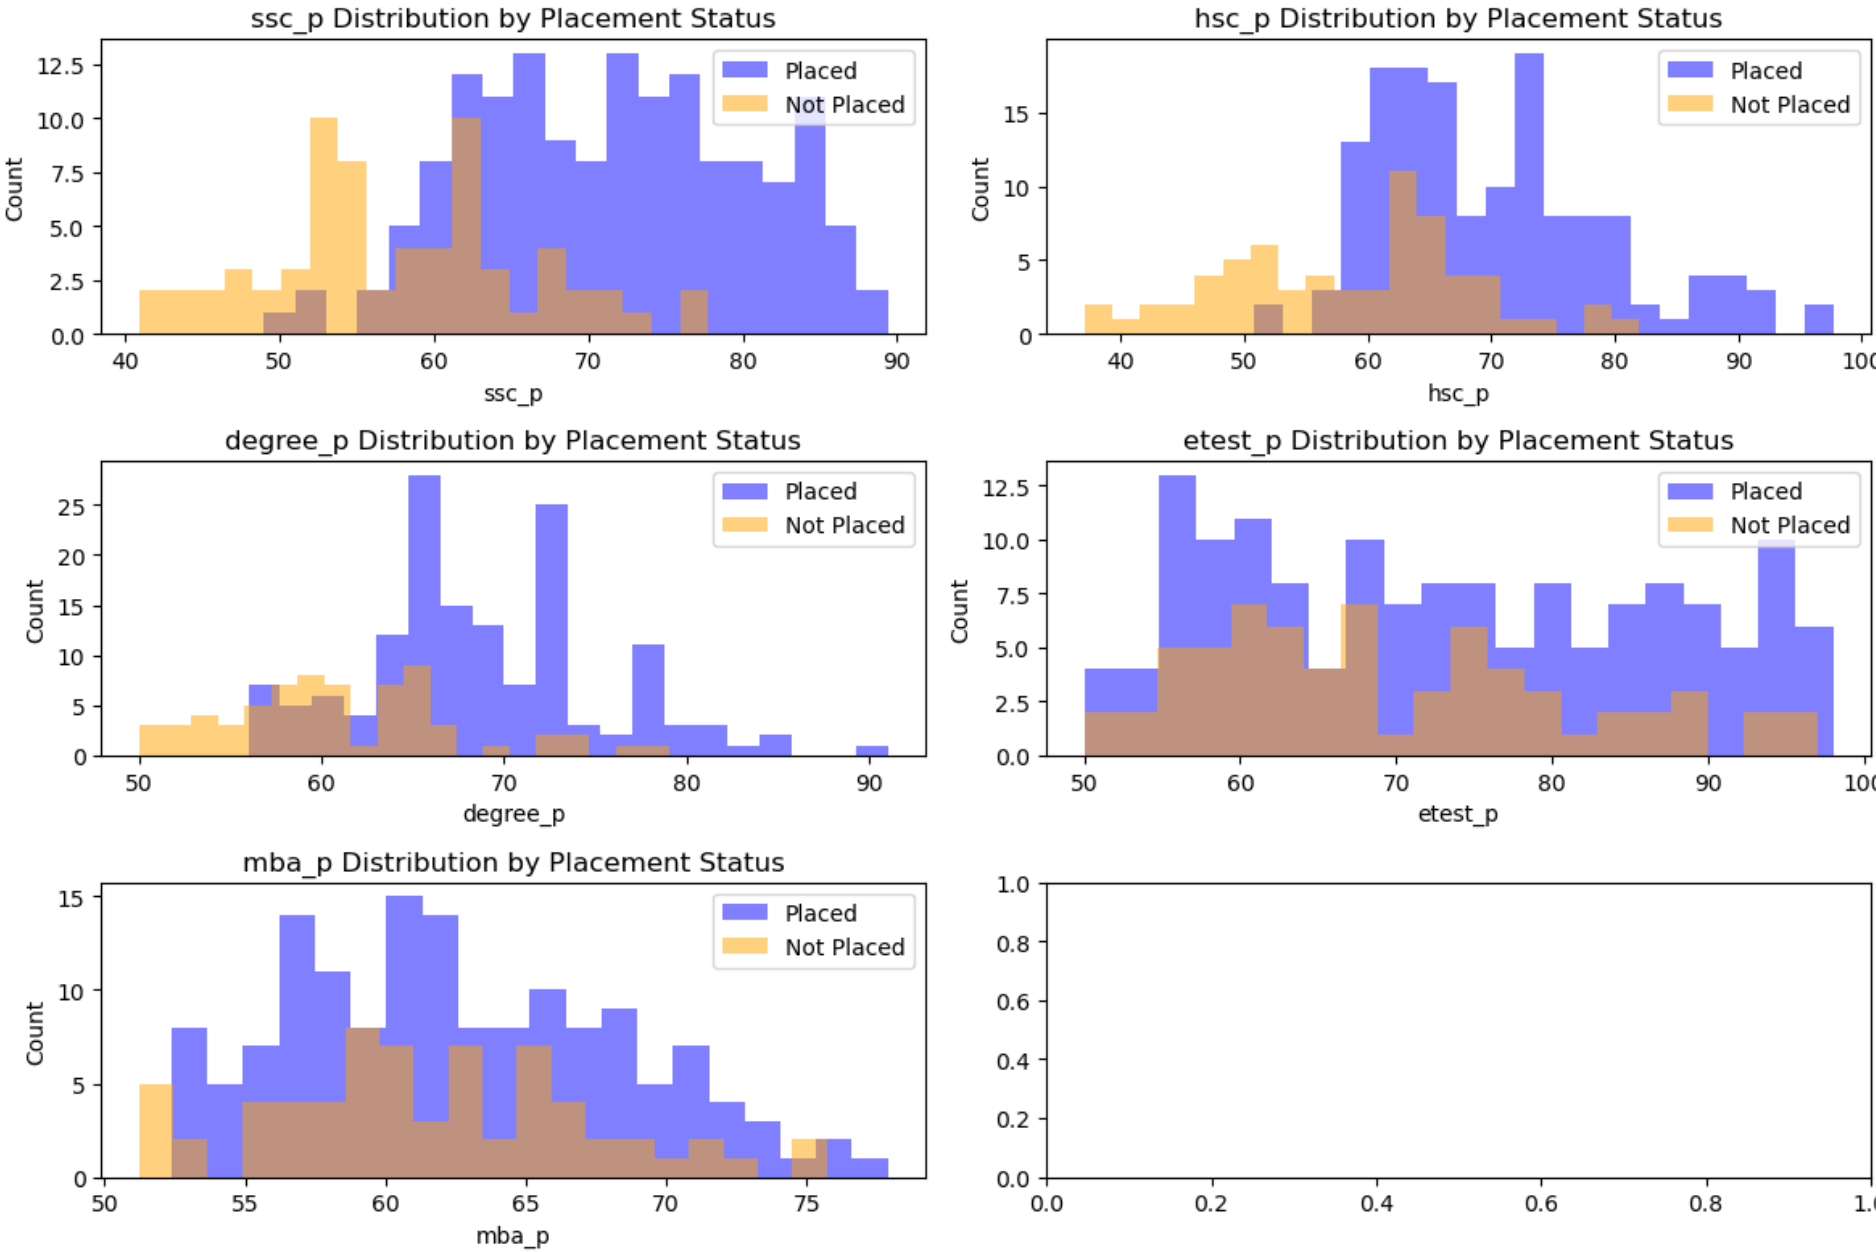 ssc_p Distribution by Placement Status
12.5
10.0
7.5
5.0
2.5
0.0
Count
Placed
Not Placed
40 50 60 70 80 90
ssc_p
hsc_p Distribution by Placement Status
15
10
5
0
Count
Placed
Not Placed
40 50 60 70 80 90 100
hsc_p
degree_p Distribution by Placement Status
25
20
15
10
5
0
Count
Placed
Not Placed
50 60 70 80 90
degree_p
etest_p Distribution by Placement Status
12.5
10.0
7.5
5.0
2.5
0.0
Count
Placed
Not Placed
50 60 70 80 90 100
etest_p
mba_p Distribution by Placement Status
15
10
5
0
Count
Placed
Not Placed
50 55 60 65 70 75
mba_p
1.0
0.8
0.6
0.4
0.2
0.0
0.0 0.2 0.4 0.6 0.8 1.0